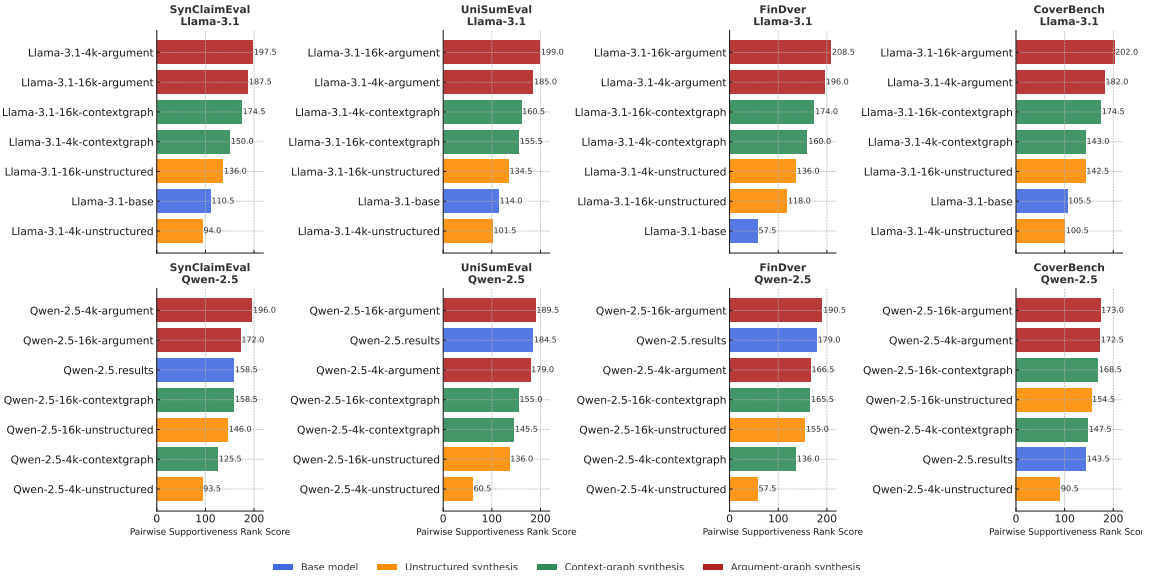 SynClaimEval
Llama-3.1
Llama-3.1-4k-argument 197.5
Llama-3.1-16k-argument 187.5
Llama-3.1-16k-contextgraph 174.5
Llama-3.1-4k-contextgraph 150.0
Llama-3.1-16k-unstructured 136.0
Llama-3.1-base 110.5
Llama-3.1-4k-unstructured 94.0
UniSumEval
Llama-3.1
Llama-3.1-16k-argument 199.0
Llama-3.1-4k-argument 185.0
Llama-3.1-4k-contextgraph 160.5
Llama-3.1-16k-contextgraph 155.5
Llama-3.1-16k-unstructured 134.5
Llama-3.1-base 114.0
Llama-3.1-4k-unstructured 101.5
FinDver
Llama-3.1
Llama-3.1-16k-argument 208.5
Llama-3.1-4k-argument 196.0
Llama-3.1-16k-contextgraph 174.0
Llama-3.1-4k-contextgraph 160.0
Llama-3.1-4k-unstructured 136.0
Llama-3.1-16k-unstructured 118.0
Llama-3.1-base 57.5
CoverBench
Llama-3.1
Llama-3.1-16k-argument 202.0
Llama-3.1-4k-argument 182.0
Llama-3.1-16k-contextgraph 174.5
Llama-3.1-4k-contextgraph 143.0
Llama-3.1-16k-unstructured 142.5
Llama-3.1-base 105.5
Llama-3.1-4k-unstructured 100.5
SynClaimEval
Qwen-2.5
Qwen-2.5-4k-argument 196.0
Qwen-2.5-16k-argument 172.0
Qwen-2.5.results 158.5
Qwen-2.5-16k-contextgraph 158.5
Qwen-2.5-16k-unstructured 146.0
Qwen-2.5-4k-contextgraph 125.5
Qwen-2.5-4k-unstructured 93.5
0 100 200
Pairwise Supportiveness Rank Score
UniSumEval
Qwen-2.5
Qwen-2.5-16k-argument 189.5
Qwen-2.5.results 184.5
Qwen-2.5-4k-argument 179.0
Qwen-2.5-16k-contextgraph 155.0
Qwen-2.5-4k-contextgraph 145.5
Qwen-2.5-16k-unstructured 136.0
Qwen-2.5-4k-unstructured 60.5
0 100 200
Pairwise Supportiveness Rank Score
FinDver
Qwen-2.5
Qwen-2.5-16k-argument 190.5
Qwen-2.5.results 179.0
Qwen-2.5-4k-argument 166.5
Qwen-2.5-16k-contextgraph 165.5
Qwen-2.5-16k-unstructured 155.0
Qwen-2.5-4k-contextgraph 136.0
Qwen-2.5-4k-unstructured 57.5
0 100 200
Pairwise Supportiveness Rank Score
CoverBench
Qwen-2.5
Qwen-2.5-16k-argument 173.0
Qwen-2.5-4k-argument 172.5
Qwen-2.5-16k-contextgraph 168.5
Qwen-2.5-16k-unstructured 154.5
Qwen-2.5-4k-contextgraph 147.5
Qwen-2.5.results 143.5
Qwen-2.5-4k-unstructured 90.5
0 100 200
Pairwise Supportiveness Rank Scor
Base model Unstructured synthesis Context-graph synthesis Argument-graph synthesis